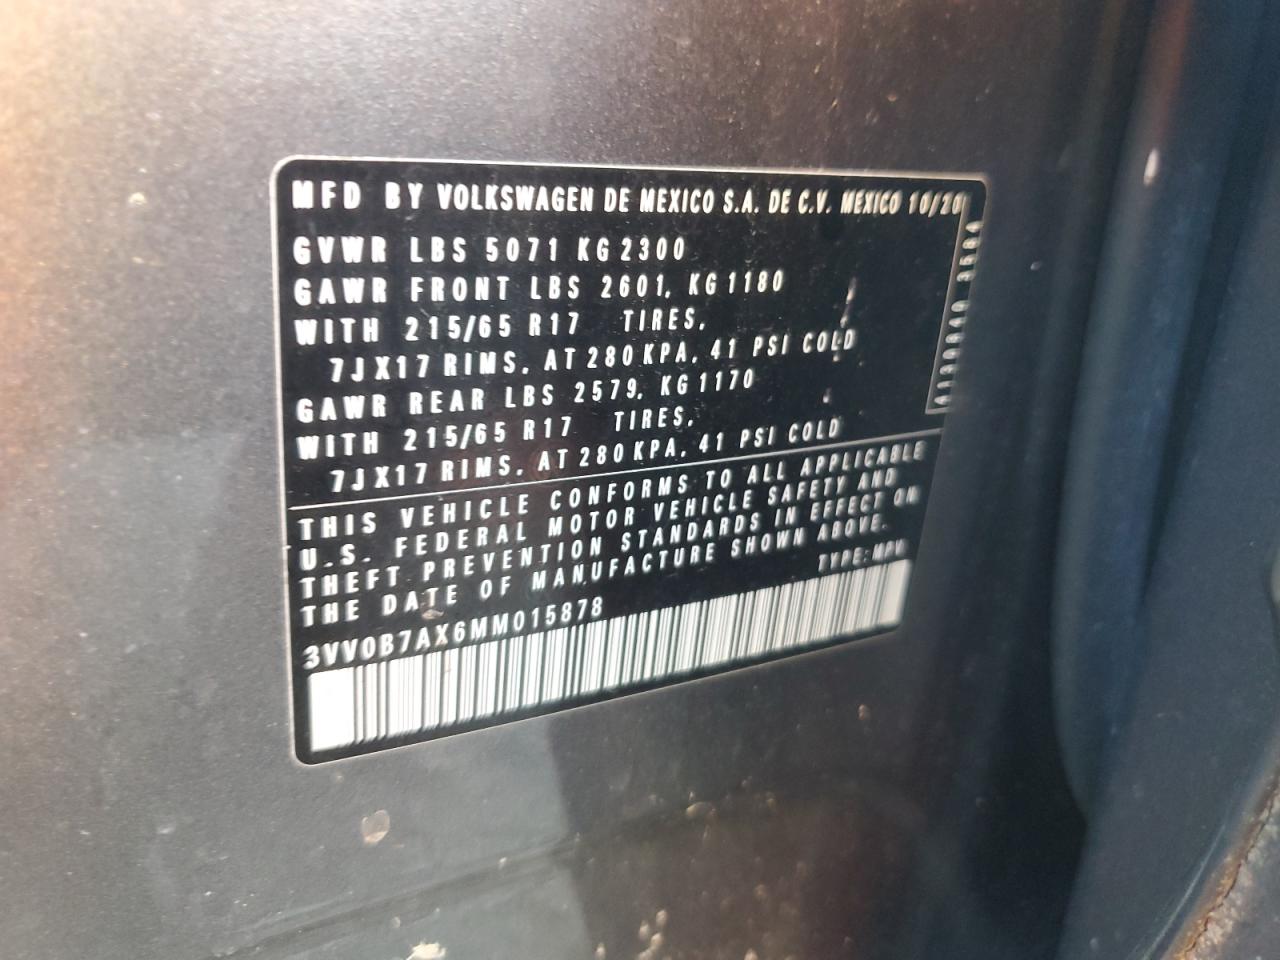 MFD BY VOLKSWAGEN DE MEXICO S.A. DE C.V. MEXICO 10/20
GVWR LBS 5071 KG 2300
GAWR FRONT LBS 2601, KG 1180
WITH 215/65 R17 TIRES,
7JX17 RIMS, AT 280 KPA, 41 PSI COLD
GAWR REAR LBS 2579, KG 1170
WITH 215/65 R17 TIRES,
7JX17 RIMS, AT 280 KPA, 41 PSI COLD
THIS VEHICLE CONFORMS TO ALL APPLICABLE
U.S. FEDERAL MOTOR VEHICLE SAFETY AND
THEFT PREVENTION STANDARDS IN EFFECT ON
THE DATE OF MANUFACTURE SHOWN ABOVE.
3VV0B7AX6MM015878 TYPE: MPV